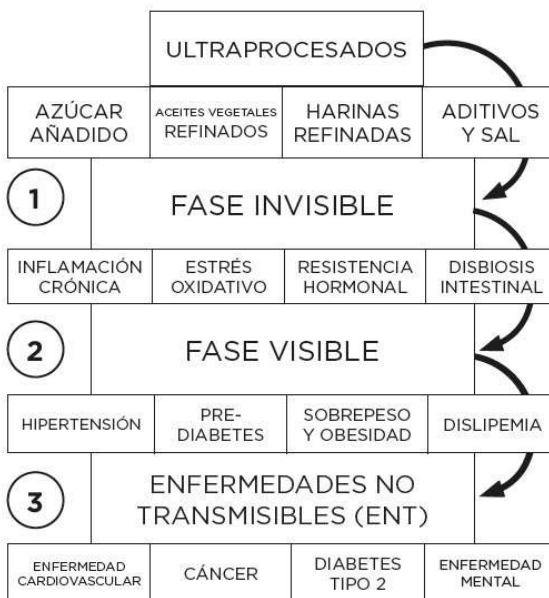 ULTRAPROCESADOS
AZÚCAR
AÑADIDO
ACEITES VEGETALES
REFINADOS
HARINAS
REFINADAS
ADITIVOS
Y SAL
1
FASE INVISIBLE
INFLAMACIÓN
CRÓNICA
ESTRÉS
OXIDATIVO
RESISTENCIA
HORMONAL
DISBIOSIS
INTESTINAL
2
FASE VISIBLE
HIPERTENSIÓN
PRE-
DIABETES
SOBREPESO
Y OBESIDAD
DISLIPEMIA
3
ENFERMEDADES NO
TRANSMISIBLES (ENT)
ENFERMEDAD
CARDIOVASCULAR
CÁNCER
DIABETES
TIPO 2
ENFERMEDAD
MENTAL